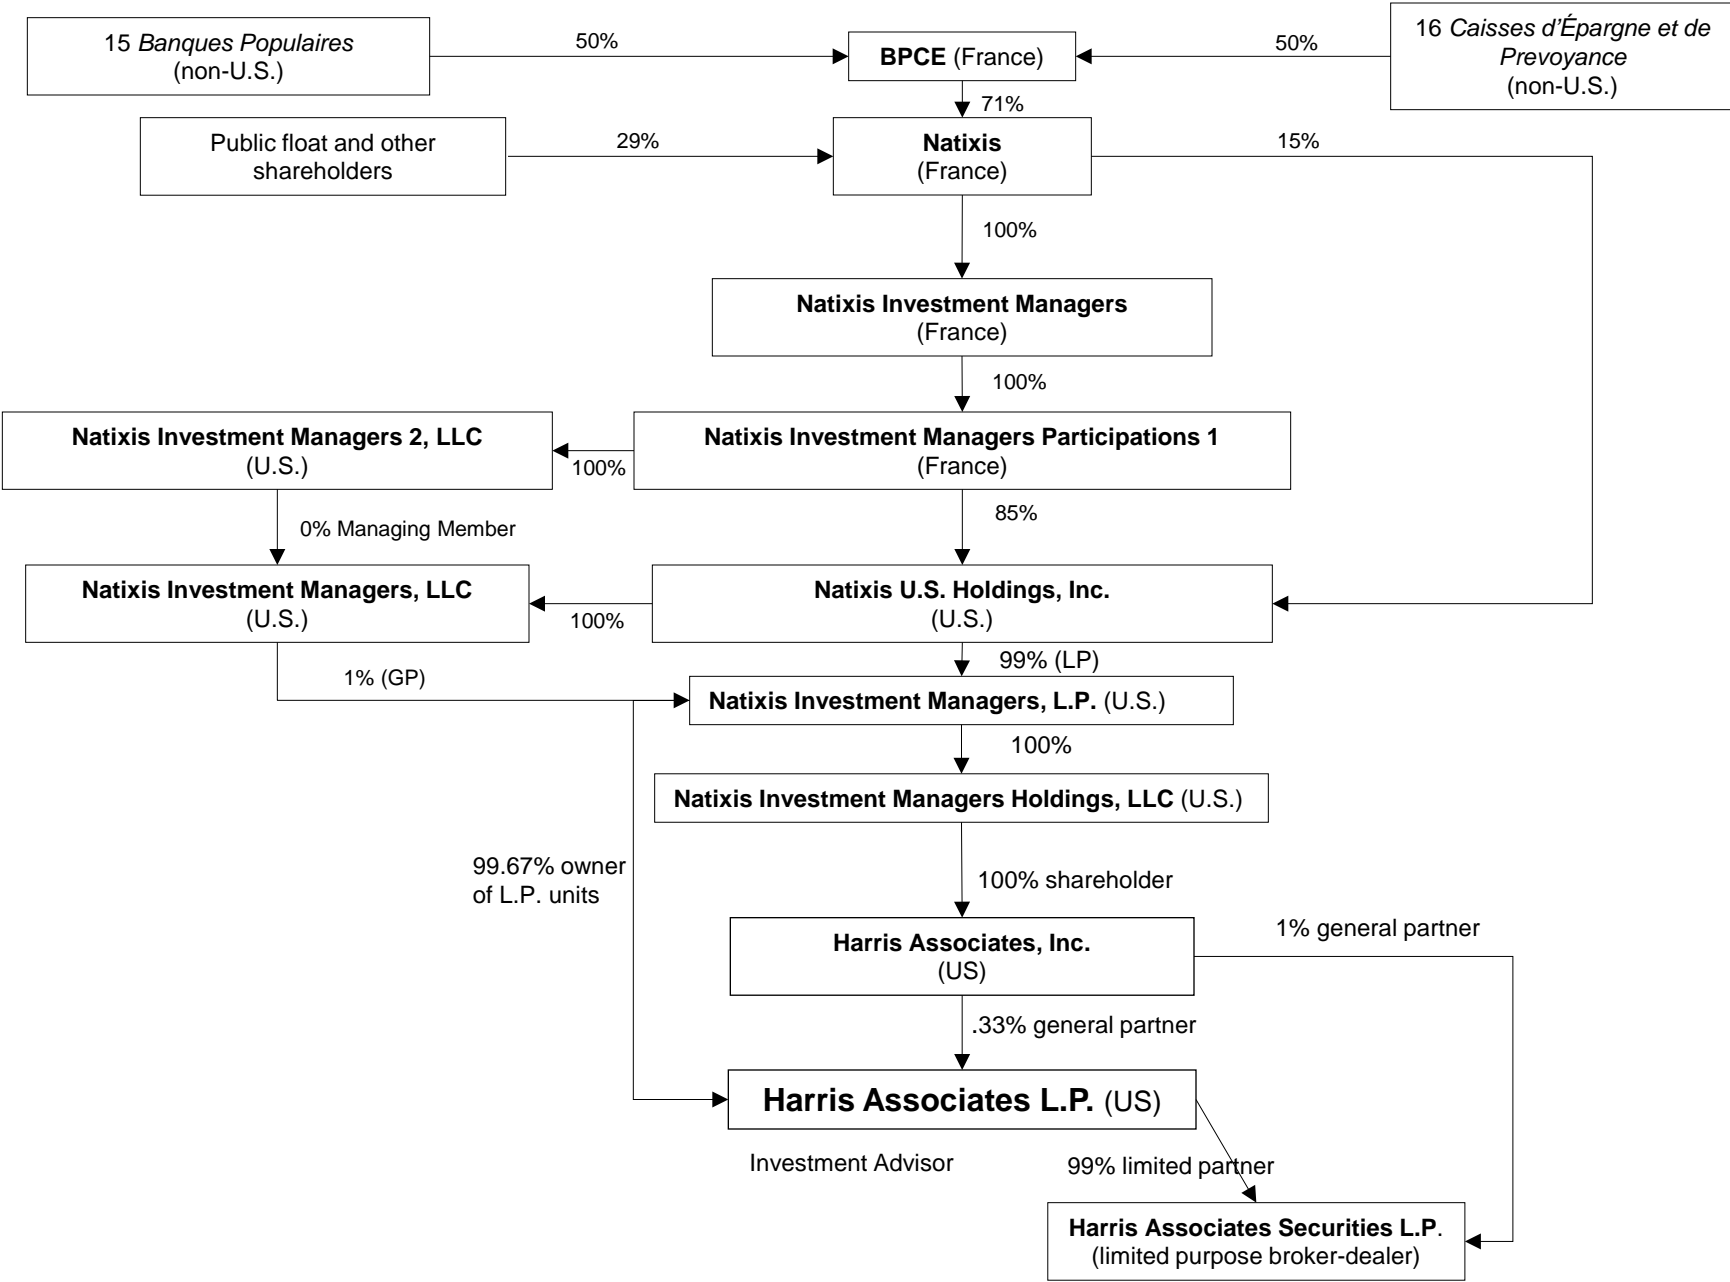 15 Banques Populaires
(non-U.S.)
50%
BPCE (France)
50%
16 Caisses d'Épargne et de
Prevoyance
(non-U.S.)
71%
Public float and other
shareholders
29%
Natixis
(France)
15%
100%
Natixis Investment Managers
(France)
100%
Natixis Investment Managers 2, LLC
(U.S.)
100%
Natixis Investment Managers Participations 1
(France)
0% Managing Member
85%
Natixis Investment Managers, LLC
(U.S.)
100%
Natixis U.S. Holdings, Inc.
(U.S.)
1% (GP)
99% (LP)
Natixis Investment Managers, L.P. (U.S.)
100%
Natixis Investment Managers Holdings, LLC (U.S.)
99.67% owner
of L.P. units
100% shareholder
Harris Associates, Inc.
(US)
1% general partner
.33% general partner
Harris Associates L.P. (US)
Investment Advisor
99% limited partner
Harris Associates Securities L.P.
(limited purpose broker-dealer)